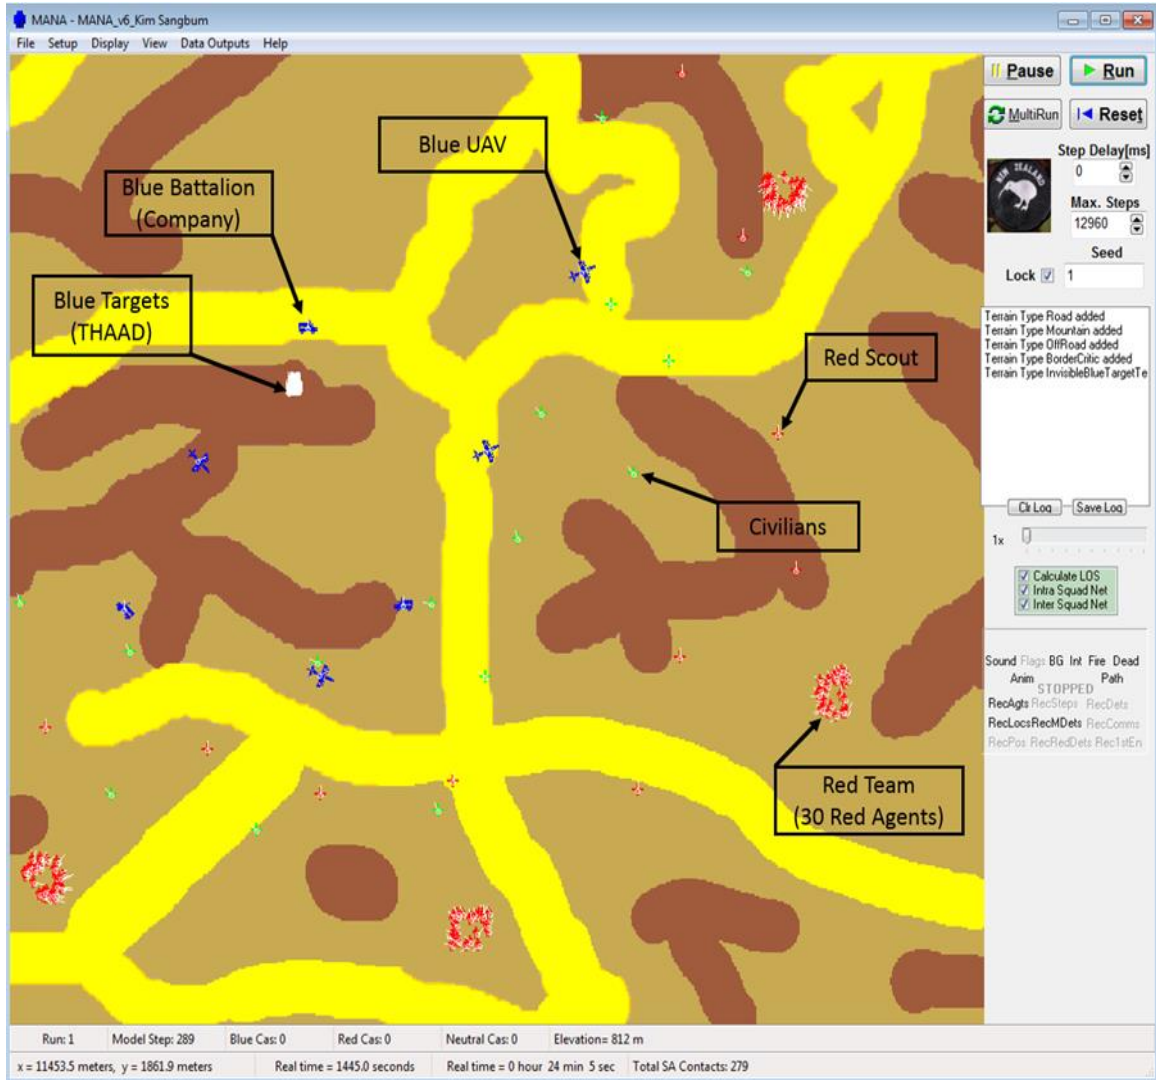 MANA - MANA_v6_Kim Sangbum
File Setup Display View Data Outputs Help
Pause
Run
MultiRun
Reset
Step Delay[ms]
0
Max. Steps
12960
Seed
Lock
1
NEW ZEALAND
Terrain Type Road added
Terrain Type Mountain added
Terrain Type OffRoad added
Terrain Type BorderCritic added
Terrain Type InvisibleBlueTargetTe
Clr Log
Save Log
1x
Calculate LOS
Intra Squad Net
Inter Squad Net
Sound Flags BG Int Fire Dead
Anim Path
STOPPED
RecAgts RecSteps RecDets
RecLocs RecMDets RecComms
RecPos RecRedDets Rec1stEn
Blue UAV
Blue Battalion
(Company)
Blue Targets
(THAAD)
Red Scout
Civilians
Red Team
(30 Red Agents)
Run: 1 Model Step: 289 Blue Cas: 0 Red Cas: 0 Neutral Cas: 0 Elevation= 812 m
x = 11453.5 meters, y = 1861.9 meters Real time = 1445.0 seconds Real time = 0 hour 24 min 5 sec Total SA Contacts: 279